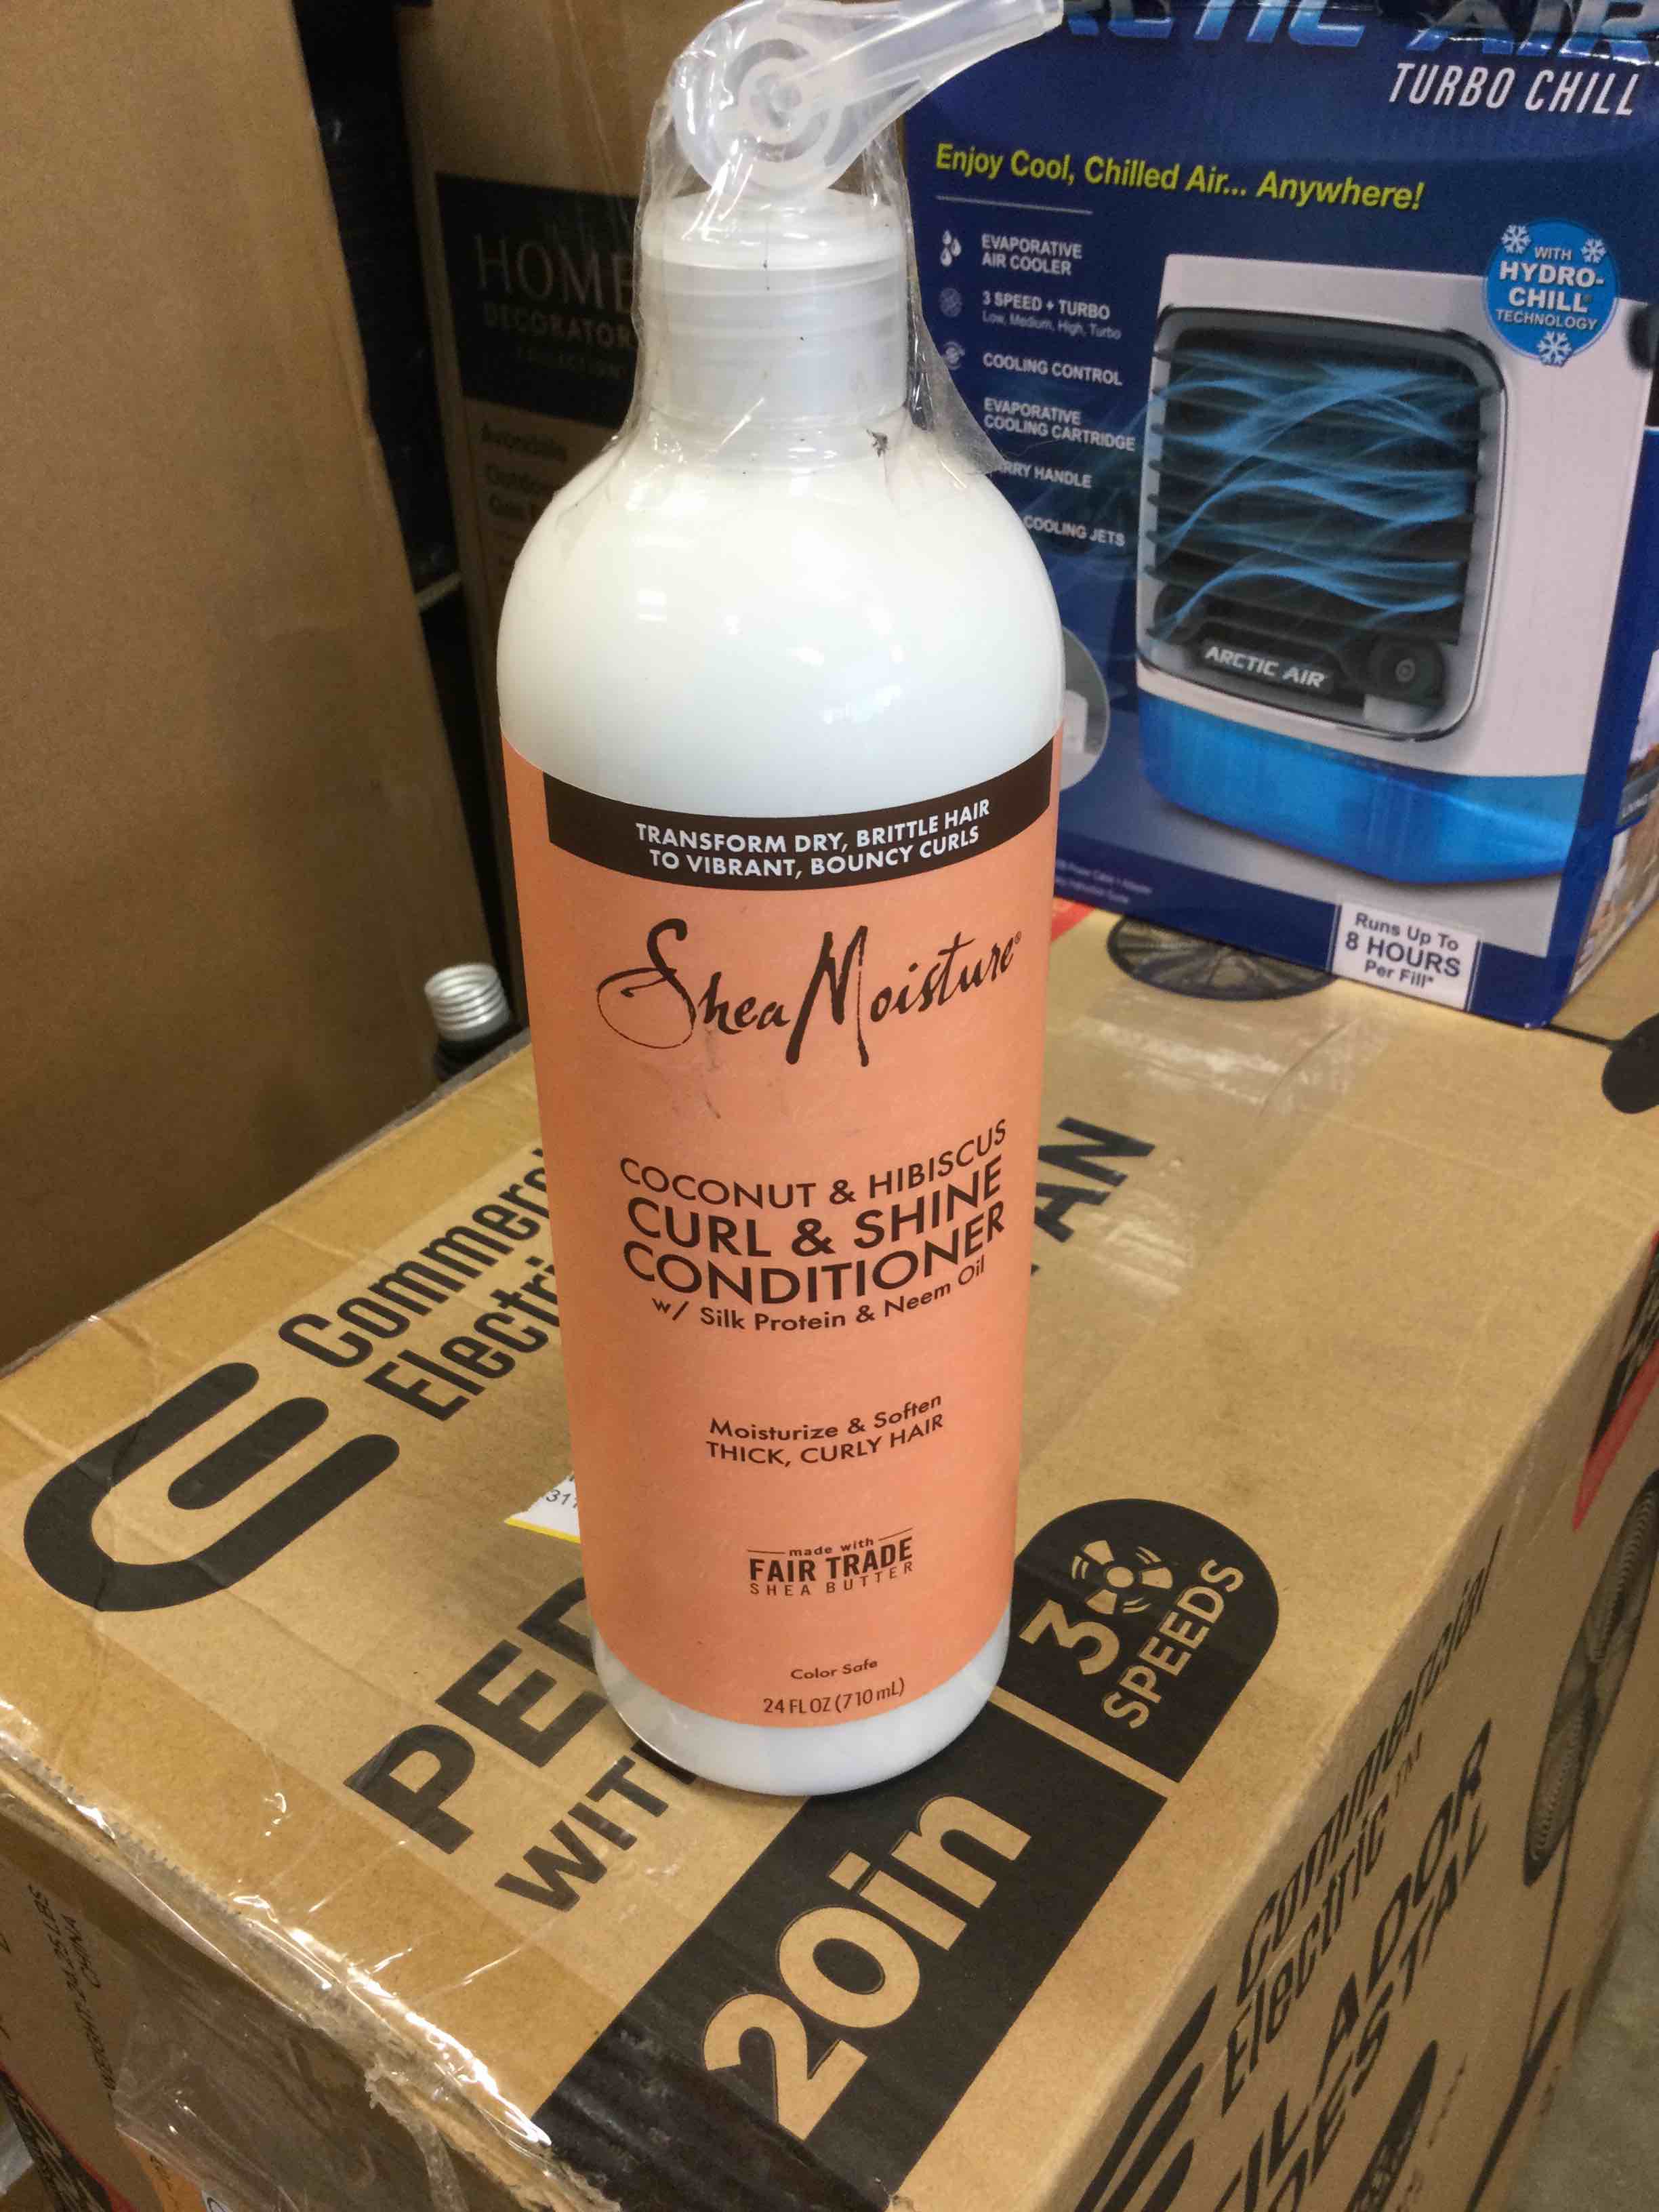 TRANSFORM DRY, BRITTLE HAIR
TO VIBRANT, BOUNCY CURLS
SheaMoisture®
COCONUT & HIBISCUS
CURL & SHINE
CONDITIONER
w/ Silk Protein & Neem Oil
Moisturize & Soften
THICK, CURLY HAIR
made with
FAIR TRADE
SHEA BUTTER
Color Safe
24 FL OZ (710 mL)
TURBO CHILL
Enjoy Cool, Chilled Air... Anywhere!
EVAPORATIVE
AIR COOLER
3 SPEED + TURBO
Low, Medium, High, Turbo
COOLING CONTROL
EVAPORATIVE
COOLING CARTRIDGE
HANDLE
COOLING JETS
WITH
HYDRO-
CHILL®
TECHNOLOGY
ARCTIC AIR®
Runs Up To
8 HOURS
Per Fill*
HOME
DECORATOR
3
SPEEDS
20in
Commercial
Electric™